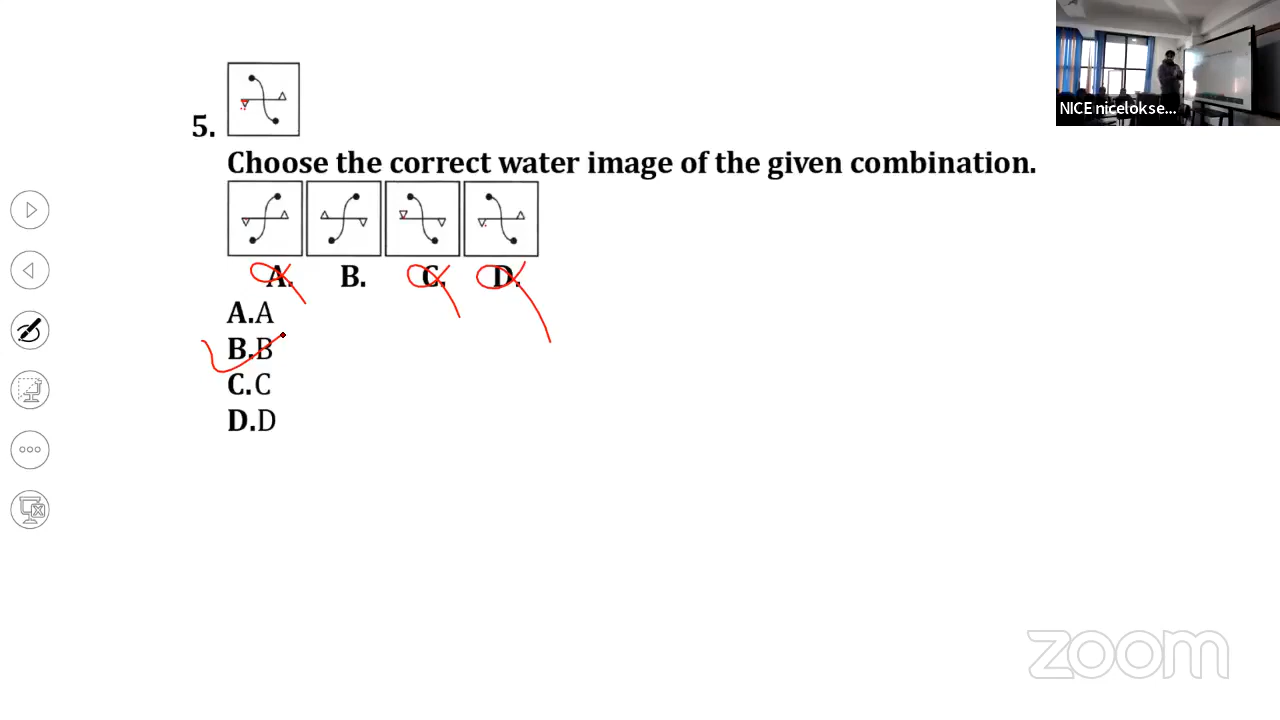 NICE nicelokse...
5.
Choose the correct water image of the given combination.
A. B. C. D.
A.A
B.B
C.C
D.D
zoom